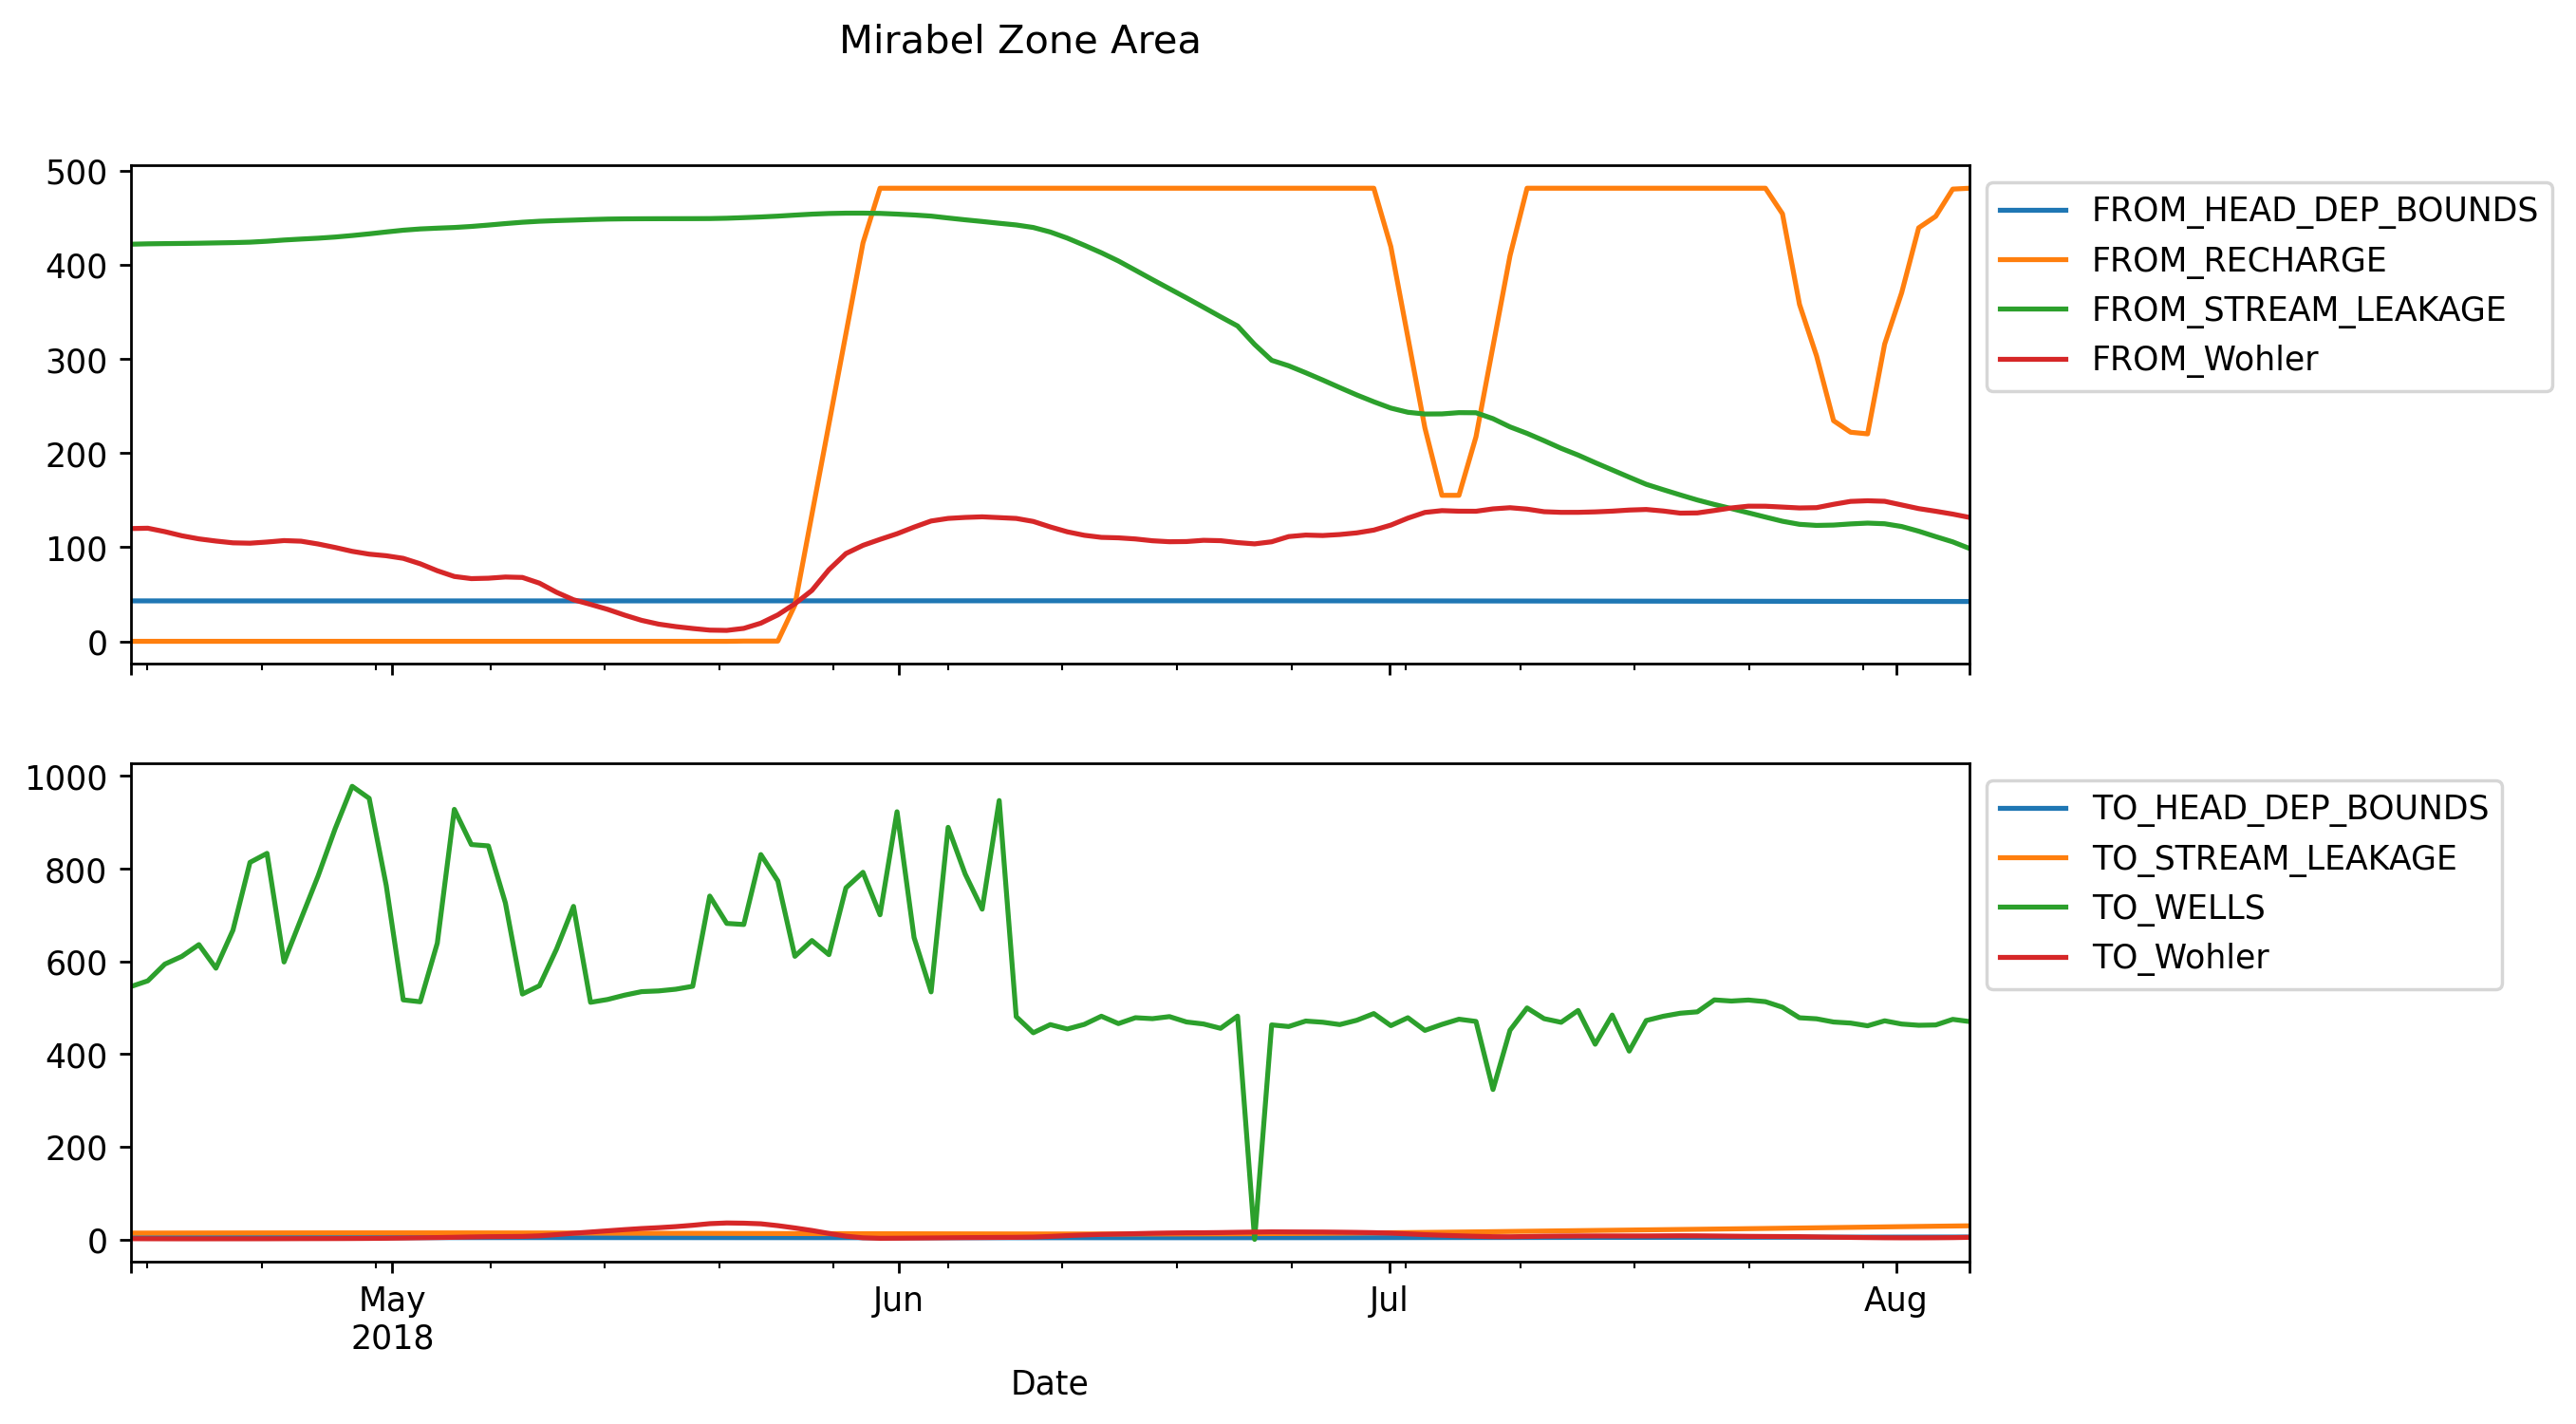 Mirabel Zone Area
500
400
300
200
100
0
FROM_HEAD_DEP_BOUNDS
FROM_RECHARGE
FROM_STREAM_LEAKAGE
FROM_Wohler
1000
800
600
400
200
0
TO_HEAD_DEP_BOUNDS
TO_STREAM_LEAKAGE
TO_WELLS
TO_Wohler
May Jun Jul Aug
2018
Date